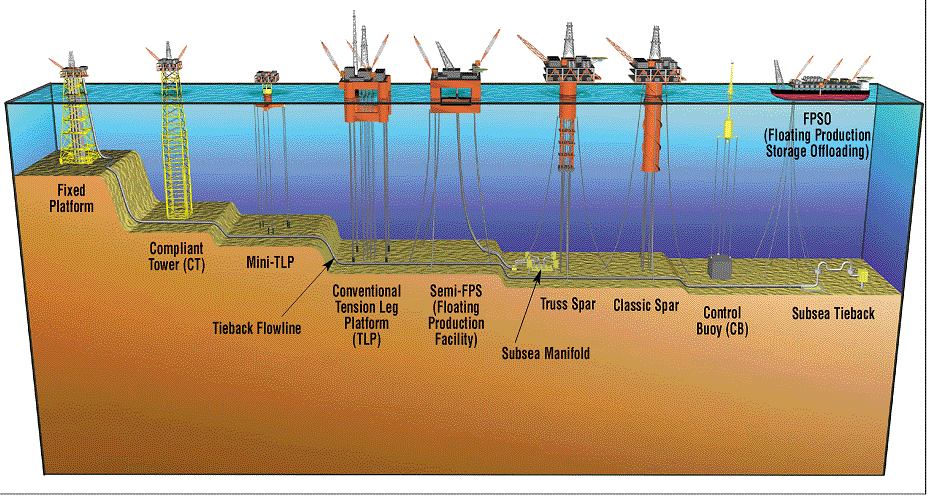 FPSO
(Floating Production
Storage Offloading)
Fixed
Platform
Compliant
Tower (CT)
Mini-TLP
Tieback Flowline
Conventional
Tension Leg
Platform
(TLP)
Semi-FPS
(Floating
Production
Facility)
Subsea Manifold
Truss Spar
Classic Spar
Control
Buoy (CB)
Subsea Tieback